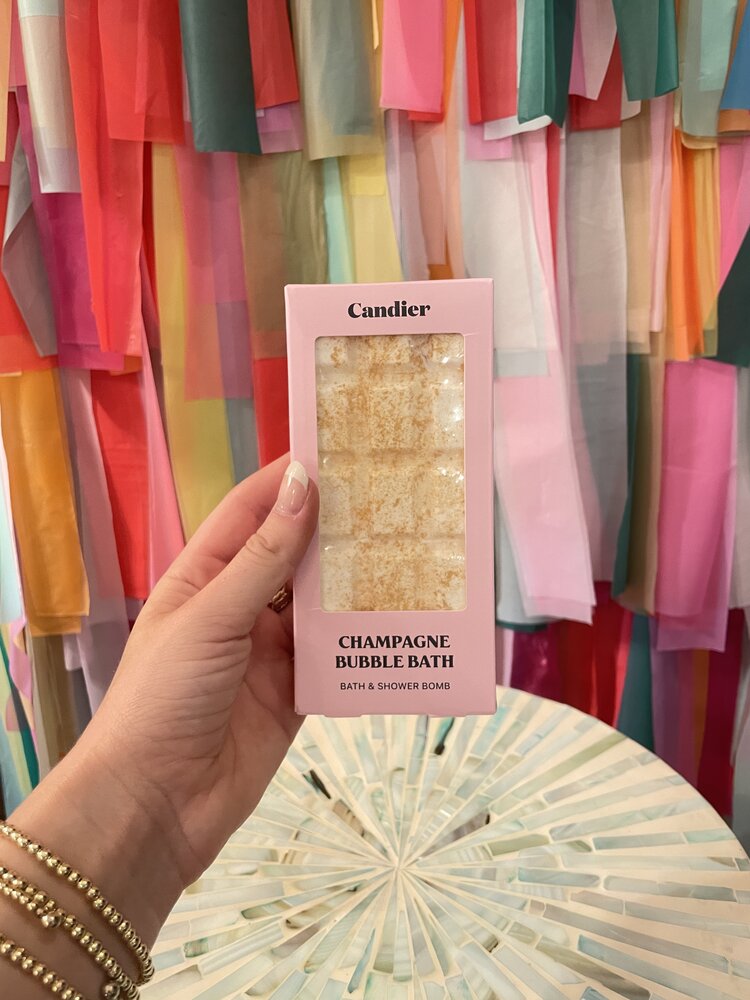 Candier
CHAMPAGNE
BUBBLE BATH
BATH & SHOWER BOMB